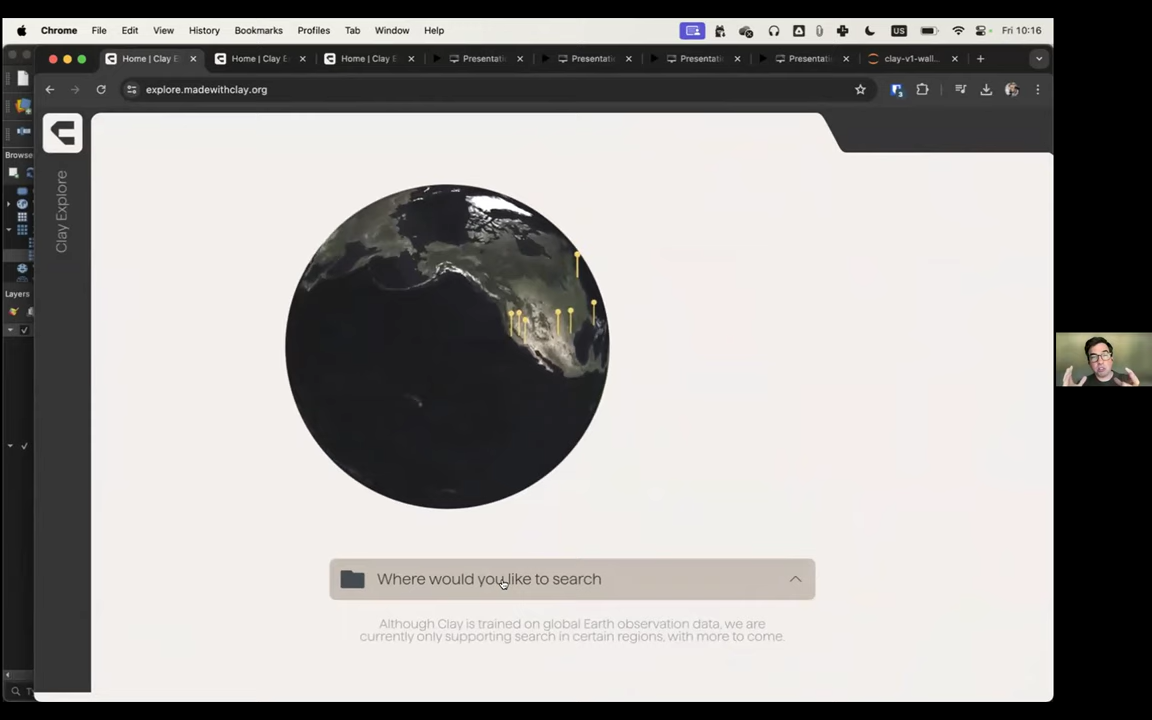 Chrome File Edit View History Bookmarks Profiles Tab Window Help US Fri 10:16
Home | Clay E Home | Clay E Home | Clay E Presentati Presentati Presentati Presentati clay-v1-wall...
explore.madewithclay.org
Clay Explore
Browse
Layers
Where would you like to search
Although Clay is trained on global Earth observation data, we are
currently only supporting search in certain regions, with more to come.